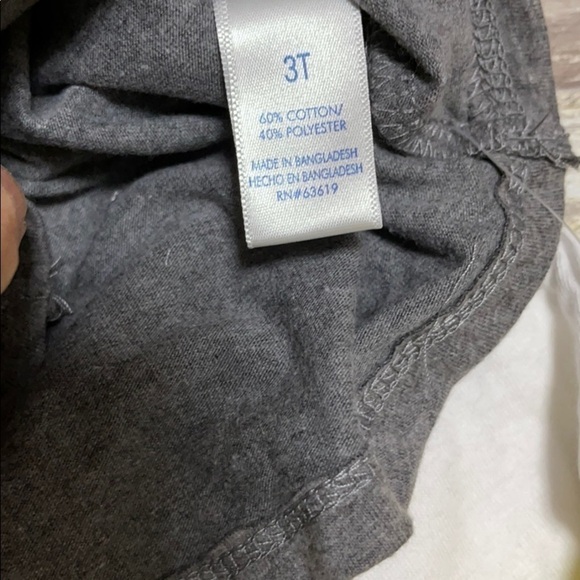 3T
60% COTTON/
40% POLYESTER
MADE IN BANGLADESH
HECHO EN BANGLADESH
RN#63619